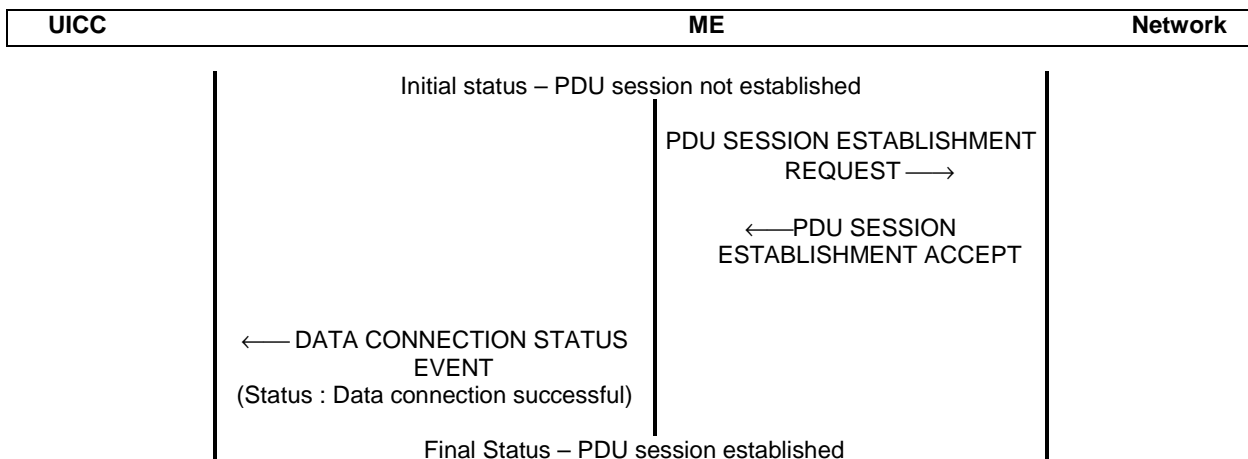 UICC ME Network
Initial status – PDU session not established
PDU SESSION ESTABLISHMENT
REQUEST ⟶
⟵PDU SESSION
ESTABLISHMENT ACCEPT
⟵ DATA CONNECTION STATUS
EVENT
(Status : Data connection successful)
Final Status – PDU session established